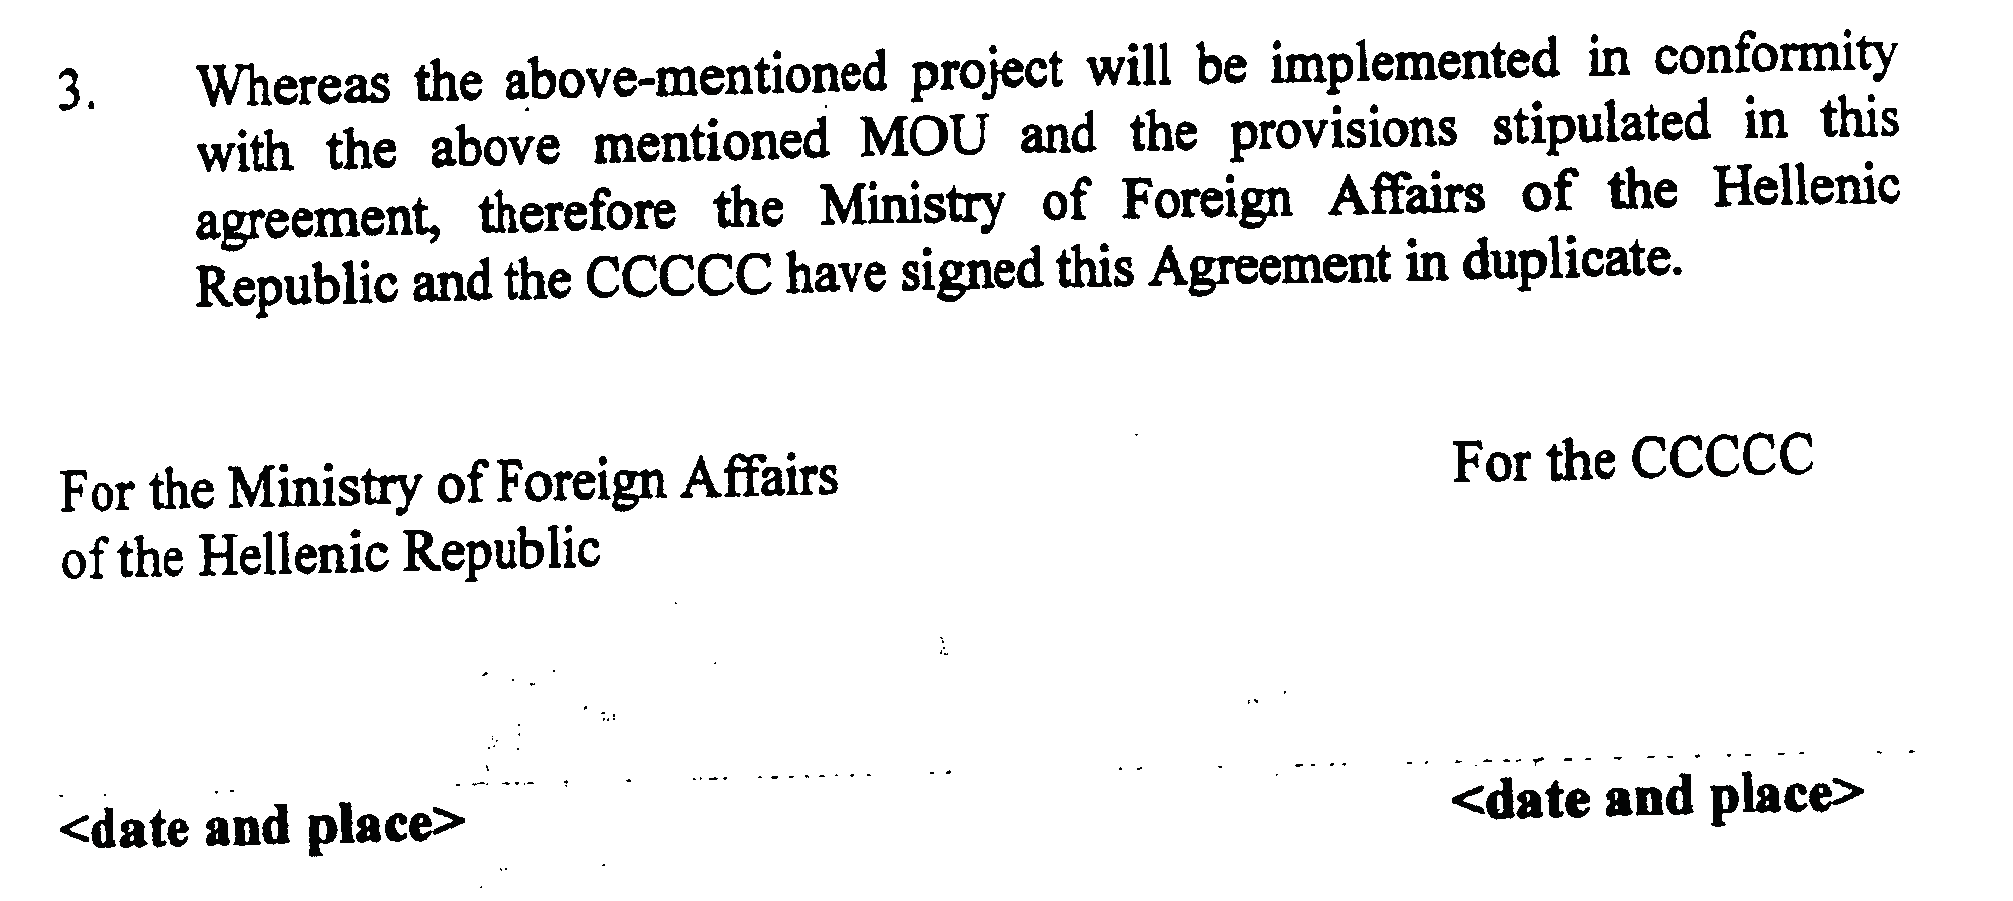 3. Whereas the above-mentioned project will be implemented in conformity
with the above mentioned MOU and the provisions stipulated in this
agreement, therefore the Ministry of Foreign Affairs of the Hellenic
Republic and the CCCCC have signed this Agreement in duplicate.
For the Ministry of Foreign Affairs
of the Hellenic Republic
For the CCCCC
<date and place>
<date and place>